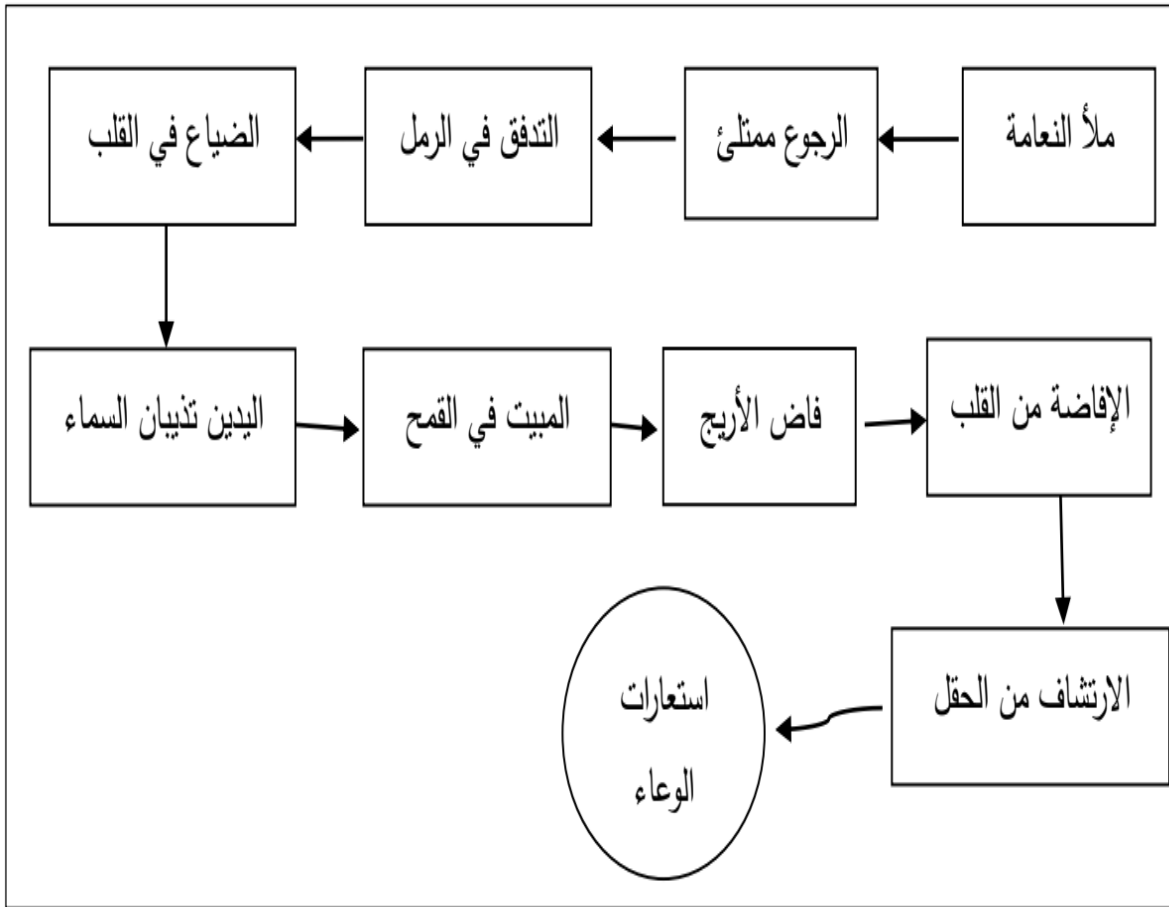 ملأ النعامة
الرجوع ممتلئ
التدفق في الرمل
الضياع في القلب
اليدين تذيبان السماء
المبيت في القمح
فاض الأريج
الإفاضة من القلب
الارتشاف من الحقل
استعارات
الوعاء